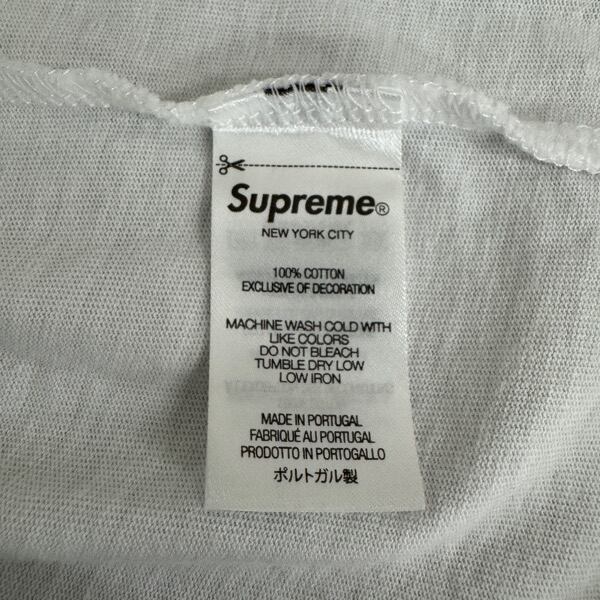 Supreme®
NEW YORK CITY
100% COTTON
EXCLUSIVE OF DECORATION
MACHINE WASH COLD WITH
LIKE COLORS
DO NOT BLEACH
TUMBLE DRY LOW
LOW IRON
MADE IN PORTUGAL
FABRIQUÉ AU PORTUGAL
PRODOTTO IN PORTOGALLO
ポルトガル製